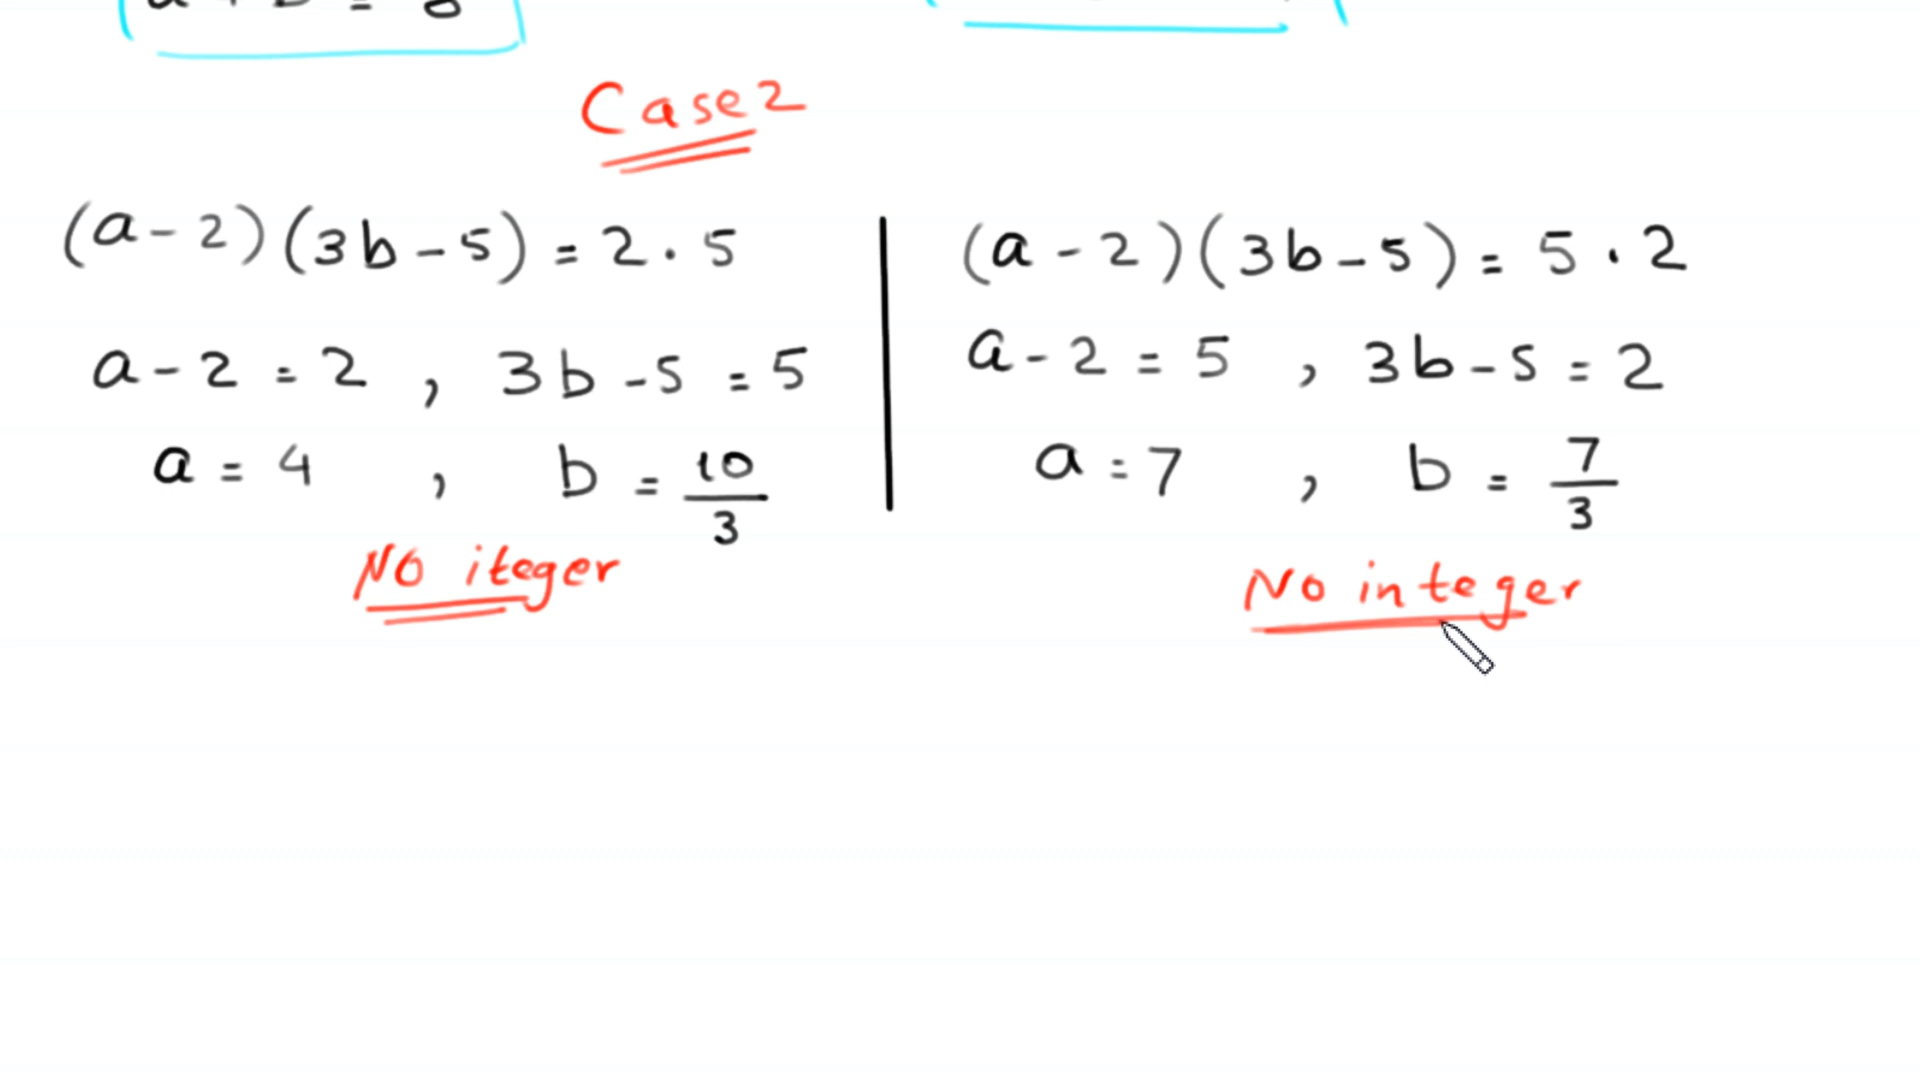 a + b = 8
Case 2
(a - 2)(3b - 5) = 2 · 5
a - 2 = 2 , 3b - 5 = 5
a = 4 , b = 10/3
No iteger
(a - 2)(3b - 5) = 5 · 2
a - 2 = 5 , 3b - 5 = 2
a = 7 , b = 7/3
No integer